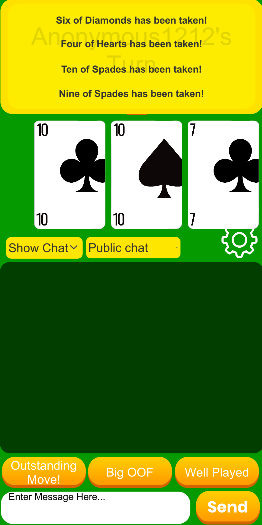 Anonymous1212's
Turn
Six of Diamonds has been taken!
Four of Hearts has been taken!
Ten of Spades has been taken!
Nine of Spades has been taken!
10 10 7
10 10 7
Show Chat Public chat
Outstanding Move! Big OOF Well Played
Enter Message Here... Send